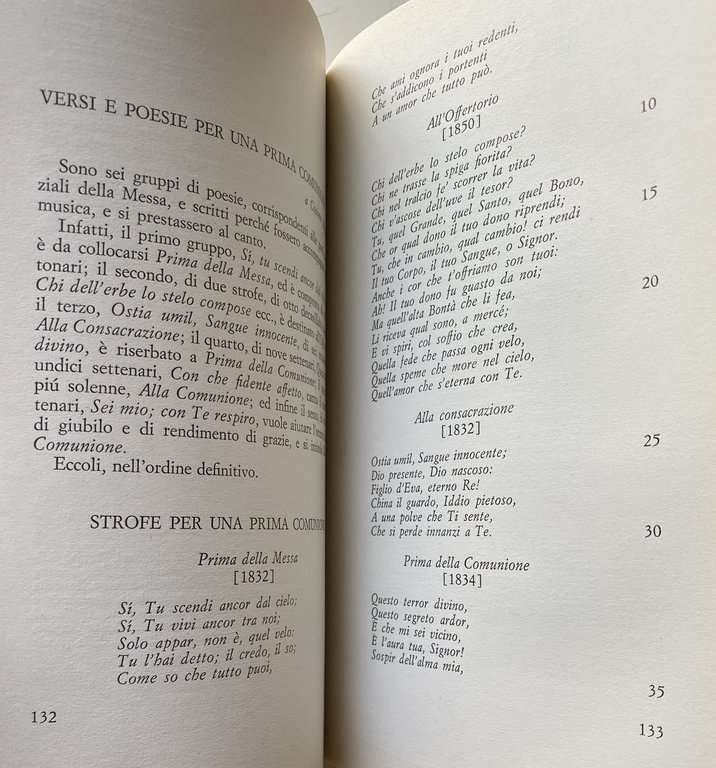 VERSI E POESIE PER UNA PRIMA
Sono sei gruppi di poesie, corrispondenti alle
ziali della Messa, e scritti perché fossero
musica, e si prestassero al canto.
Infatti, il primo gruppo, Sí, tu scendi ancor dal
è da collocarsi Prima della Messa, ed è composto
tonari; il secondo, di due strofe, di otto decasillabi
Chi dell'erbe lo stelo compose ecc., è destinato
il terzo, Ostia umil, Sangue innocente, di sei
Alla Consacrazione; il quarto, di nove settenari,
divino, è riserbato a Prima della Comunione; il
undici settenari, Con che fidente affetto, canta il
piú solenne, Alla Comunione; ed infine il sesto, di
tenari, Sei mio; con Te respiro, vuole aiutare
di giubilo e di rendimento di grazie, e si
Comunione.
Eccoli, nell'ordine definitivo.
STROFE PER UNA PRIMA
Prima della Messa
[1832]
Sí, Tu scendi ancor dal cielo;
Sí, Tu vivi ancor tra noi;
Solo appar, non è, quel velo:
Tu l'hai detto; il credo, il so;
Come so che tutto puoi,
132
Che ami ognora i tuoi redenti,
Che s'addicono i portenti
A un amor che tutto può.
All'Offertorio
[1850]
10
Chi dell'erbe lo stelo compose?
Chi ne trasse la spiga fiorita?
Chi nel tralcio fe' scorrer la vita?
Chi v'ascose dell'uve il tesor?
Tu, quel Grande, quel Santo, quel Bono,
15
Che or qual dono il tuo dono riprendi;
Tu, che in cambio, qual cambio! ci rendi
Il tuo Corpo, il tuo Sangue, o Signor.
Anche i cor che t'offriamo son tuoi:
Ah! Il tuo dono fu guasto da noi;
20
Ma quell'alta Bontà che li fea,
Li riceva qual sono, a mercé;
E vi spiri, col soffio che crea,
Quella fede che passa ogni velo,
Quella speme che more nel cielo,
Quell'amor che s'eterna con Te.
Alla consacrazione
[1832]
25
Ostia umil, Sangue innocente;
Dio presente, Dio nascoso:
Figlio d'Eva, eterno Re!
China il guardo, Iddio pietoso,
A una polve che Ti sente,
Che si perde innanzi a Te.
30
Prima della Comunione
[1834]
Questo terror divino,
Questo segreto ardor,
È che mi sei vicino,
È l'aura tua, Signor!
Sospir dell'alma mia,
35
133